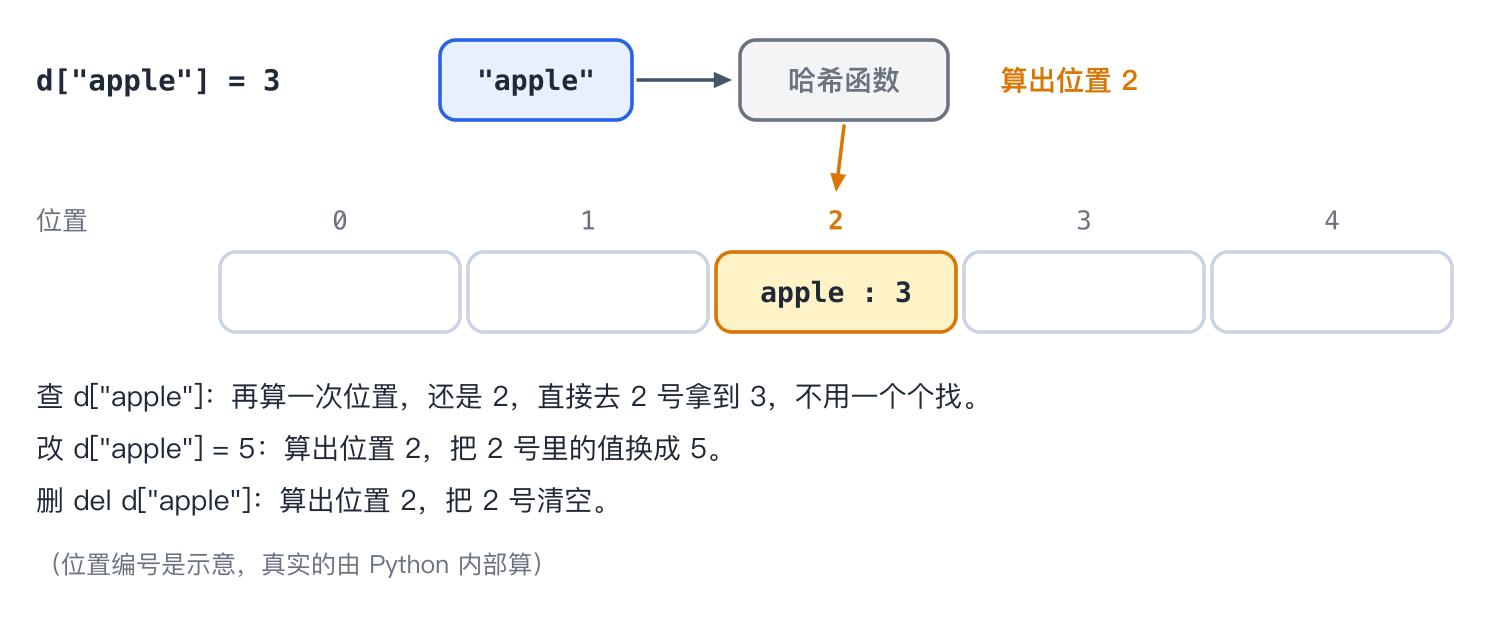 d["apple"] = 3 "apple" 哈希函数 算出位置 2
位置 0 1 2 3 4
apple : 3
查 d["apple"]：再算一次位置，还是 2，直接去 2 号拿到 3，不用一个个找。
改 d["apple"] = 5：算出位置 2，把 2 号里的值换成 5。
删 del d["apple"]：算出位置 2，把 2 号清空。
（位置编号是示意，真实的由 Python 内部算）